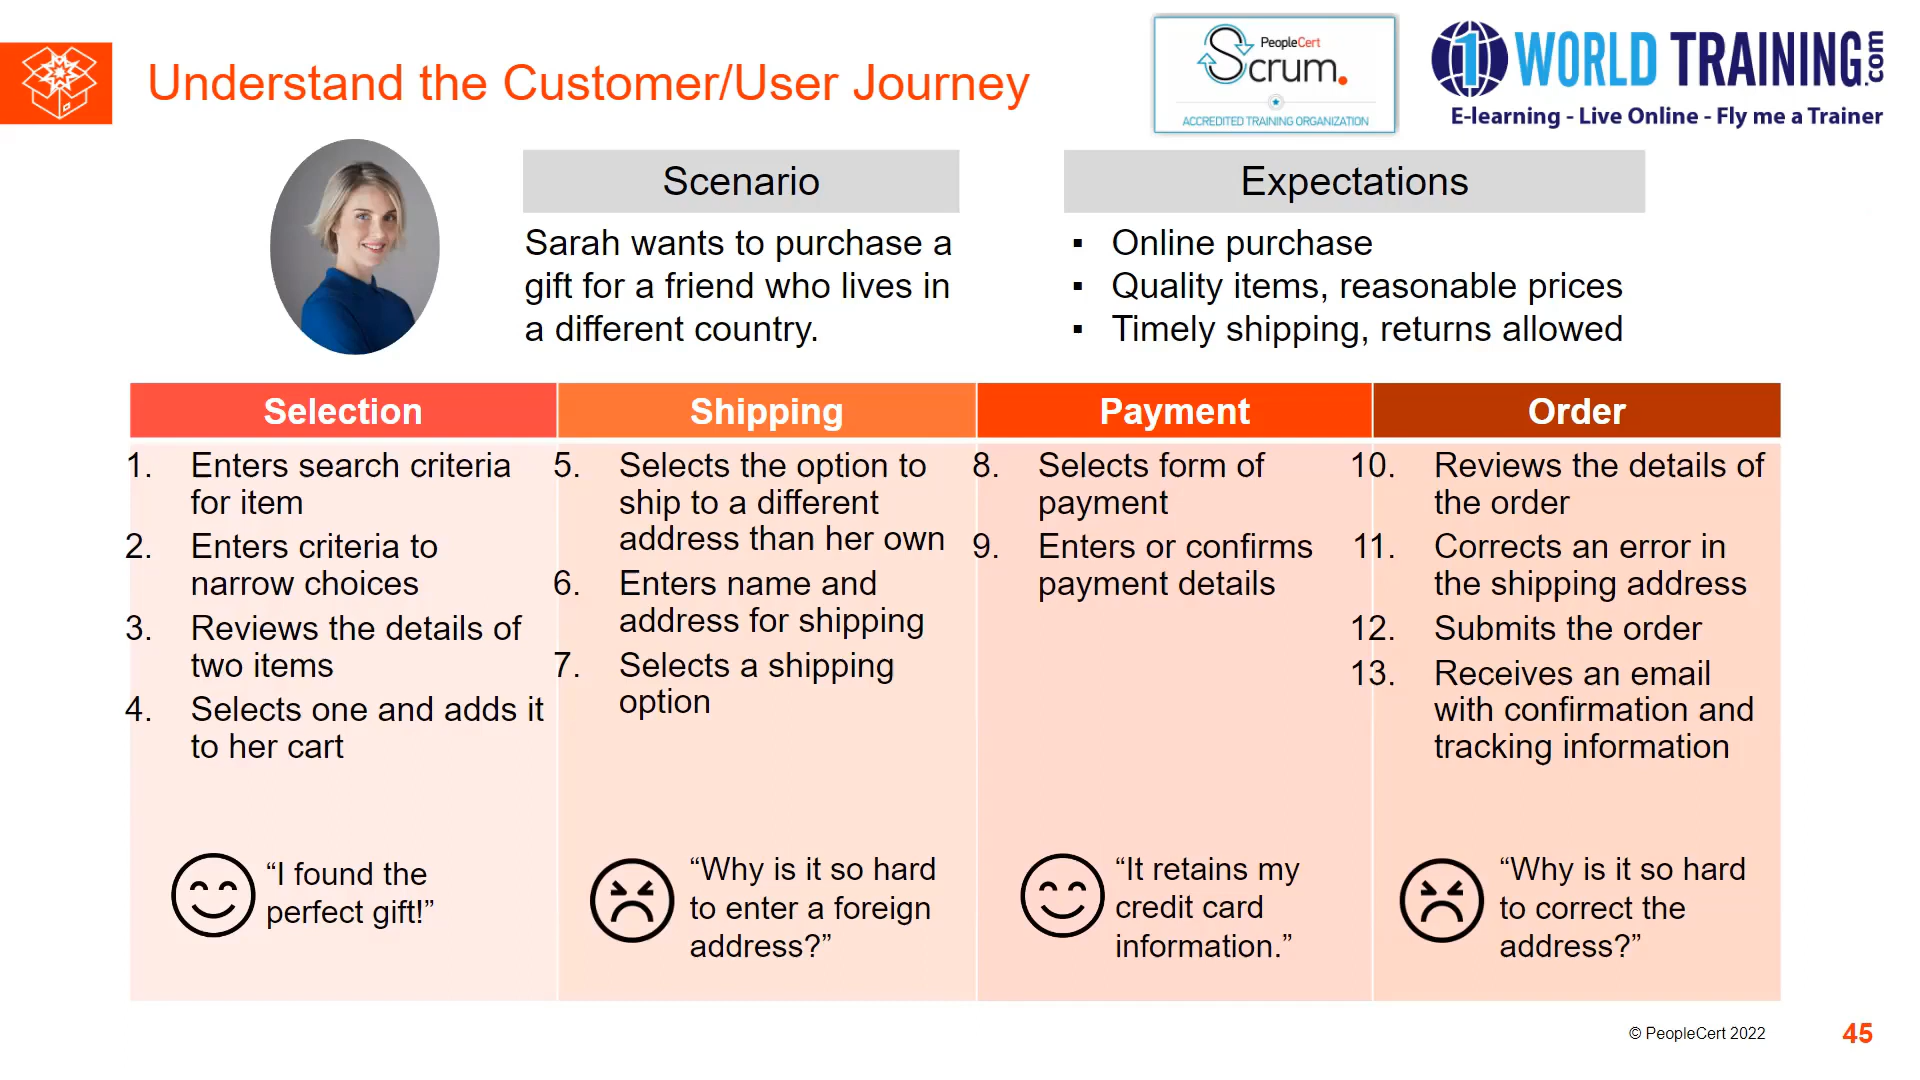 Understand the Customer/User Journey
PeopleCert
Scrum.
ACCREDITED TRAINING ORGANIZATION
1 WORLD TRAINING.com
E-learning - Live Online - Fly me a Trainer
Scenario
Sarah wants to purchase a
gift for a friend who lives in
a different country.
Expectations
▪ Online purchase
▪ Quality items, reasonable prices
▪ Timely shipping, returns allowed
Selection
1. Enters search criteria
for item
2. Enters criteria to
narrow choices
3. Reviews the details of
two items
4. Selects one and adds it
to her cart
“I found the
perfect gift!”
Shipping
5. Selects the option to
ship to a different
address than her own
6. Enters name and
address for shipping
7. Selects a shipping
option
“Why is it so hard
to enter a foreign
address?”
Payment
8. Selects form of
payment
9. Enters or confirms
payment details
“It retains my
credit card
information.”
Order
10. Reviews the details of
the order
11. Corrects an error in
the shipping address
12. Submits the order
13. Receives an email
with confirmation and
tracking information
“Why is it so hard
to correct the
address?”
© PeopleCert 2022
45